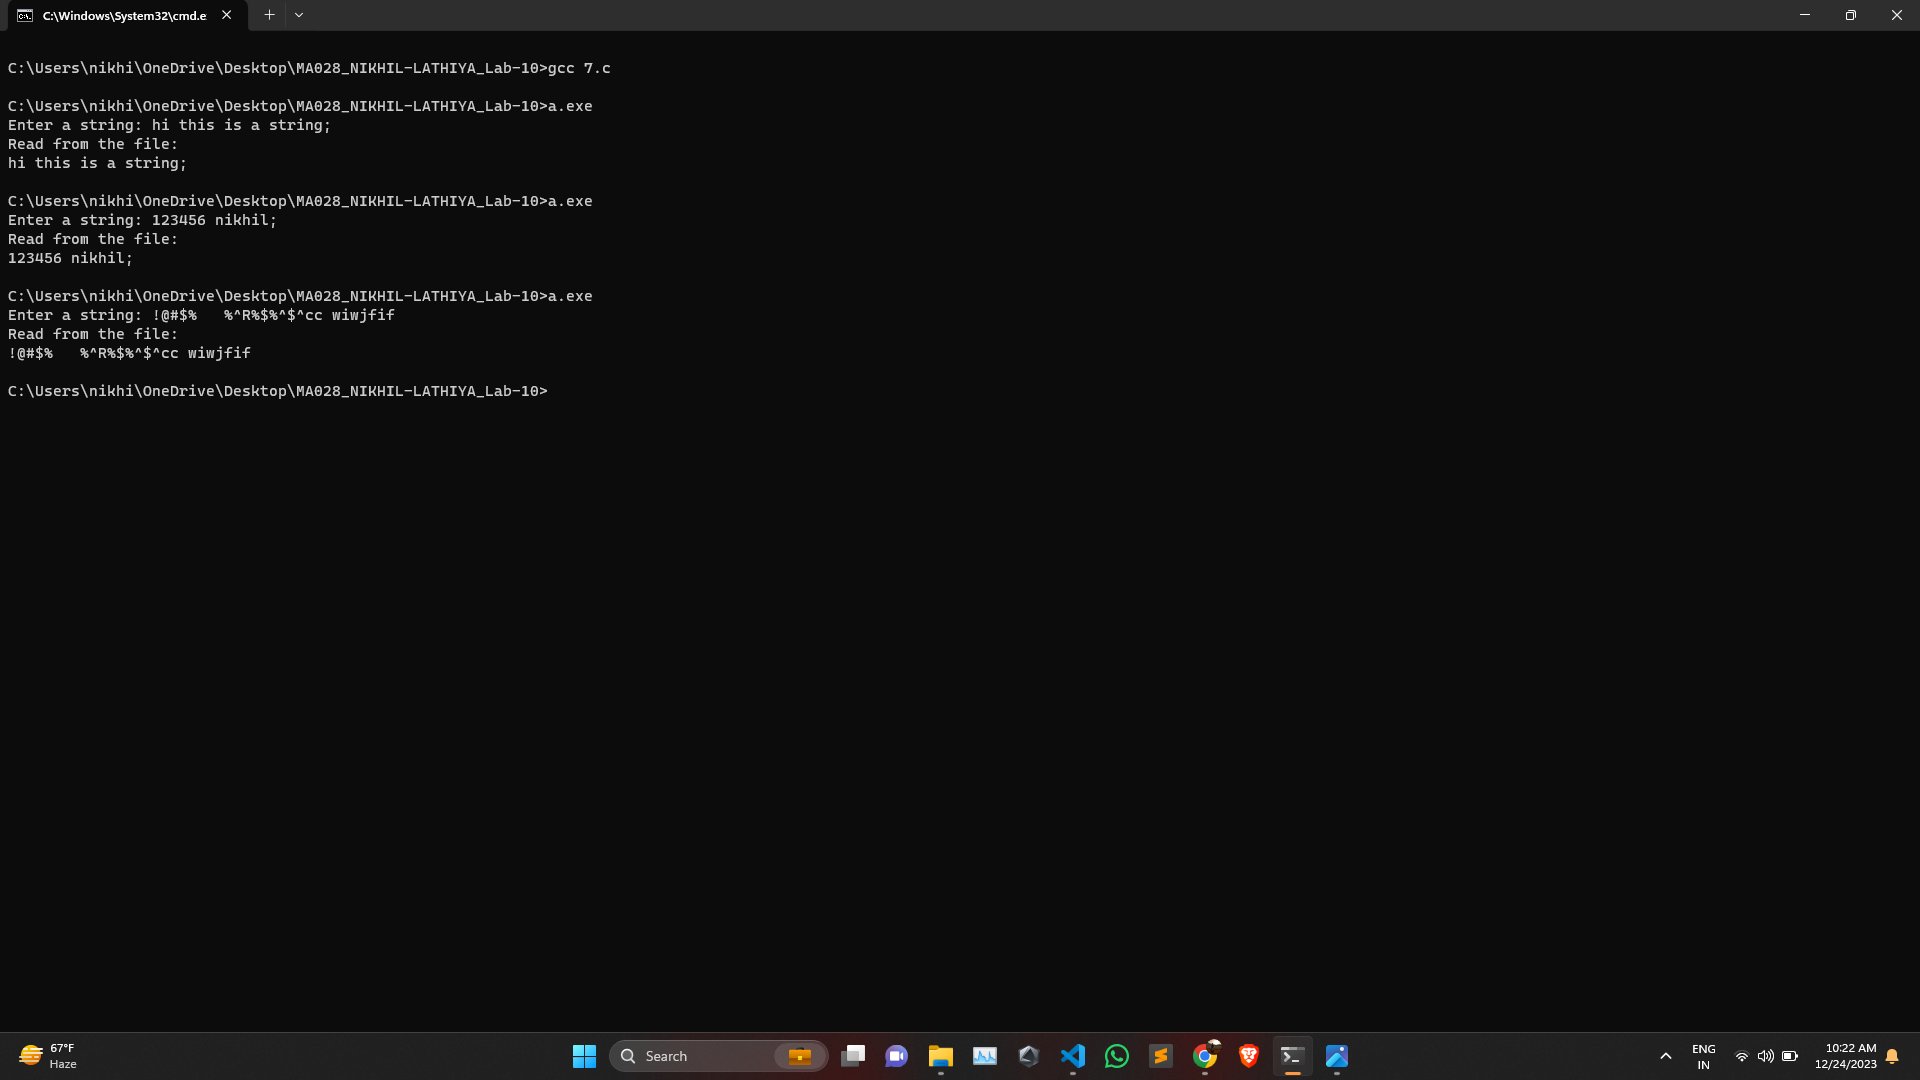 C:\Windows\System32\cmd.e
C:\Users\nikhi\OneDrive\Desktop\MA028_NIKHIL-LATHIYA_Lab-10>gcc 7.c
C:\Users\nikhi\OneDrive\Desktop\MA028_NIKHIL-LATHIYA_Lab-10>a.exe
Enter a string: hi this is a string;
Read from the file:
hi this is a string;
C:\Users\nikhi\OneDrive\Desktop\MA028_NIKHIL-LATHIYA_Lab-10>a.exe
Enter a string: 123456 nikhil;
Read from the file:
123456 nikhil;
C:\Users\nikhi\OneDrive\Desktop\MA028_NIKHIL-LATHIYA_Lab-10>a.exe
Enter a string: !@#$%   %^R%$%^$^cc wiwjfif
Read from the file:
!@#$%   %^R%$%^$^cc wiwjfif
C:\Users\nikhi\OneDrive\Desktop\MA028_NIKHIL-LATHIYA_Lab-10>
67°F
Haze
Search
ENG
IN
10:22 AM
12/24/2023